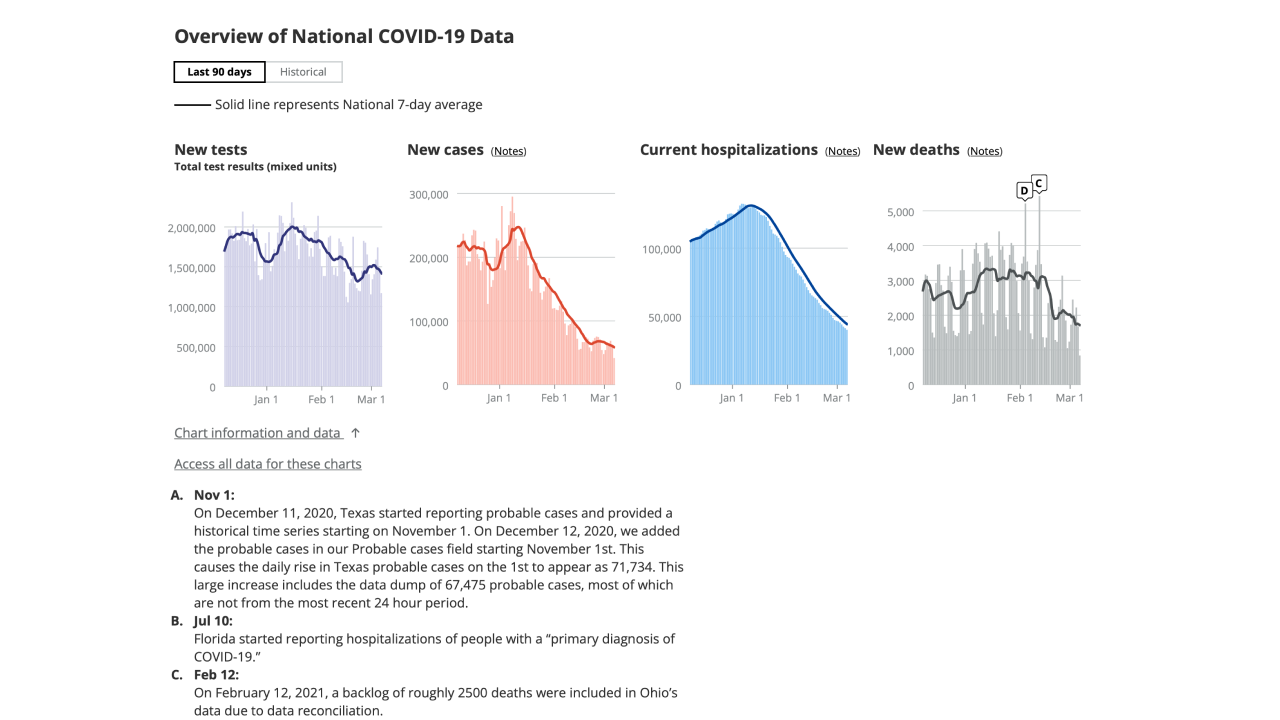 Overview of National COVID-19 Data
Last 90 days
Historical
Solid line represents National 7-day average
New tests
Total test results (mixed units)
2,000,000
1,500,000
1,000,000
500,000
0
Jan 1
Feb 1
Mar 1
New cases (Notes)
300,000
200,000
100,000
0
Jan 1
Feb 1
Mar 1
Current hospitalizations (Notes)
100,000
50,000
0
Jan 1
Feb 1
Mar 1
New deaths (Notes)
D
C
5,000
4,000
3,000
2,000
1,000
0
Jan 1
Feb 1
Mar 1
Chart information and data ↑
Access all data for these charts
A. Nov 1:
On December 11, 2020, Texas started reporting probable cases and provided a
historical time series starting on November 1. On December 12, 2020, we added
the probable cases in our Probable cases field starting November 1st. This
causes the daily rise in Texas probable cases on the 1st to appear as 71,734. This
large increase includes the data dump of 67,475 probable cases, most of which
are not from the most recent 24 hour period.
B. Jul 10:
Florida started reporting hospitalizations of people with a “primary diagnosis of
COVID-19.”
C. Feb 12:
On February 12, 2021, a backlog of roughly 2500 deaths were included in Ohio’s
data due to data reconciliation.